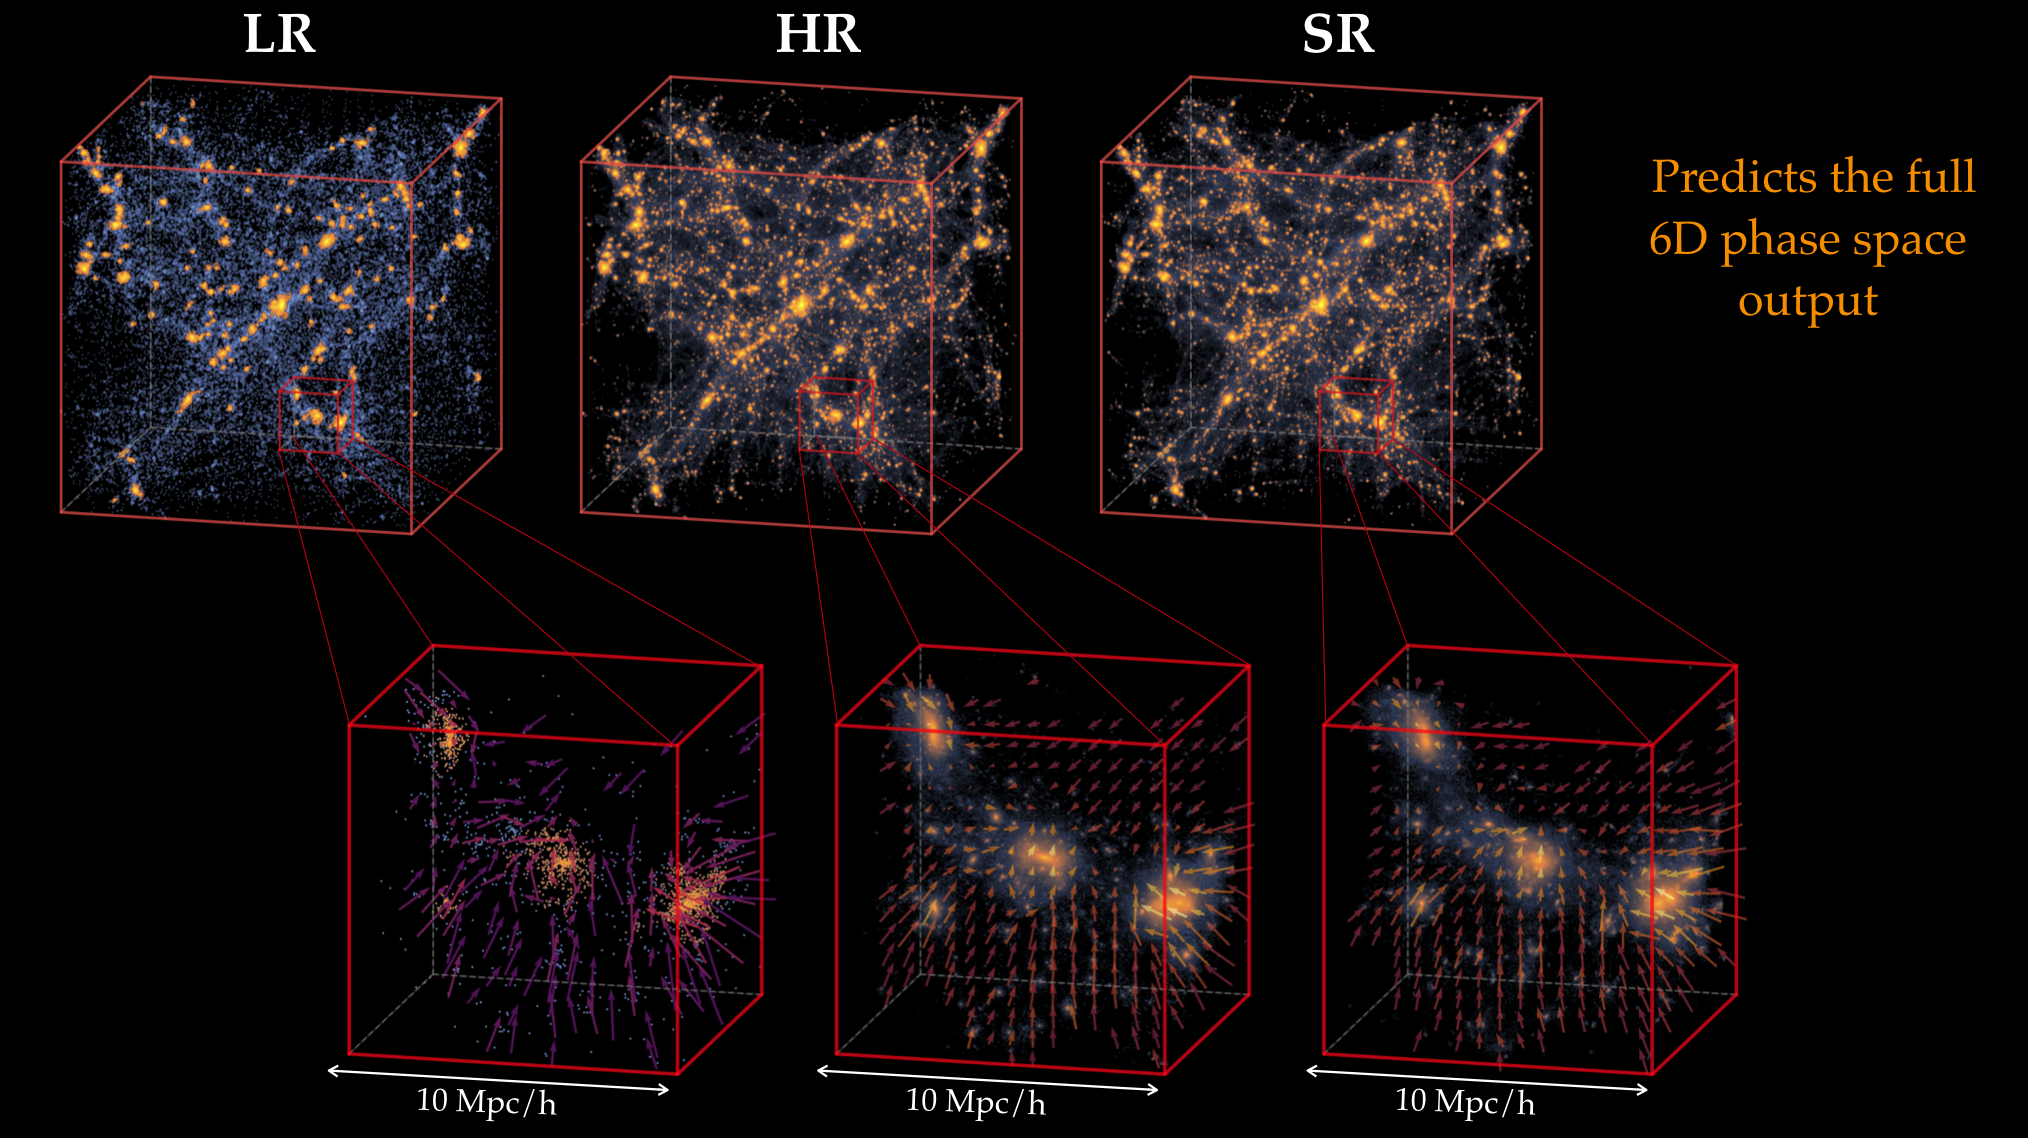 LR
HR
SR
Predicts the full
6D phase space
output
10 Mpc/h
10 Mpc/h
10 Mpc/h